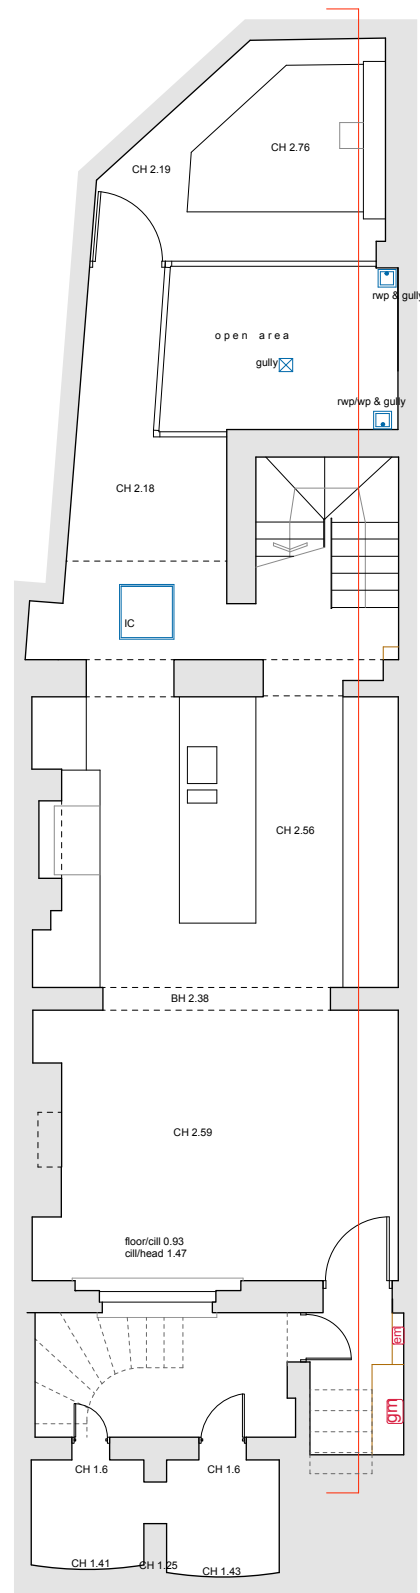 CH 2.76
CH 2.19
rwp & gully
open area
gully
rwp/wp & gully
CH 2.18
IC
CH 2.56
BH 2.38
CH 2.59
floor/cill 0.93
cill/head 1.47
em
gm
CH 1.6
CH 1.6
CH 1.41
CH 1.25
CH 1.43